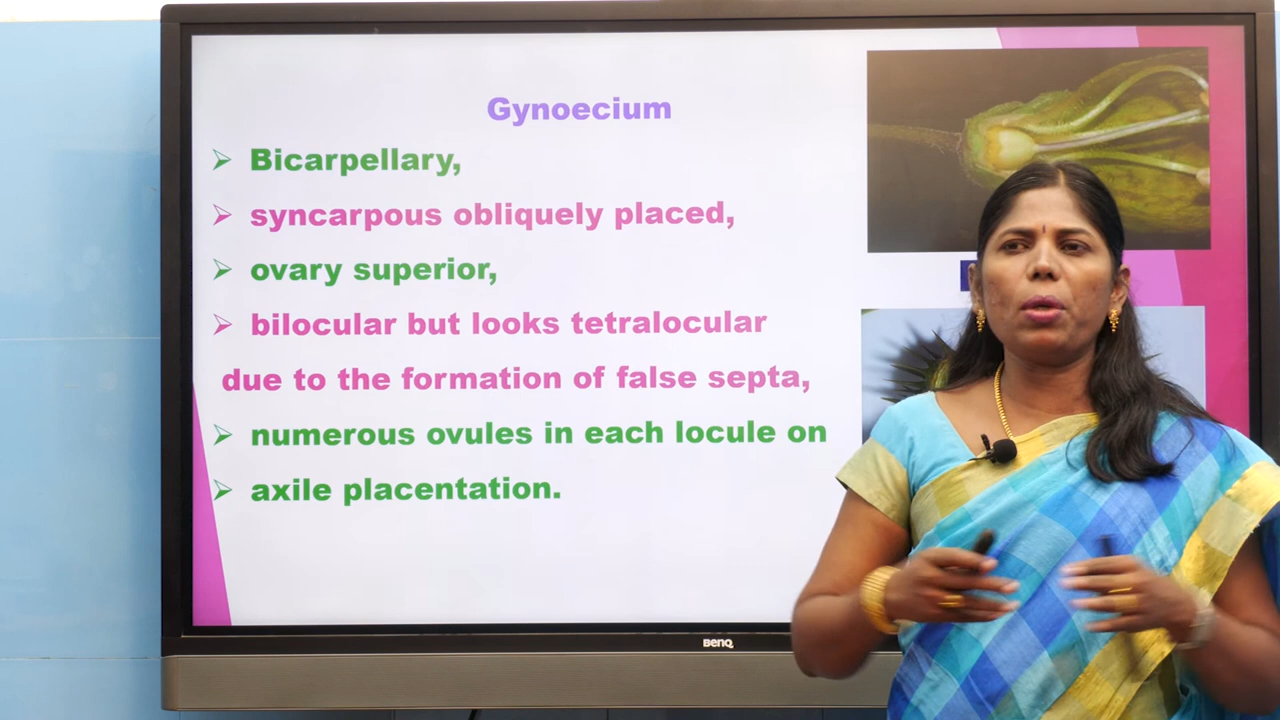 Gynoecium
➢ Bicarpellary,
➢ syncarpous obliquely placed,
➢ ovary superior,
➢ bilocular but looks tetralocular
due to the formation of false septa,
➢ numerous ovules in each locule on
➢ axile placentation.
BenQ